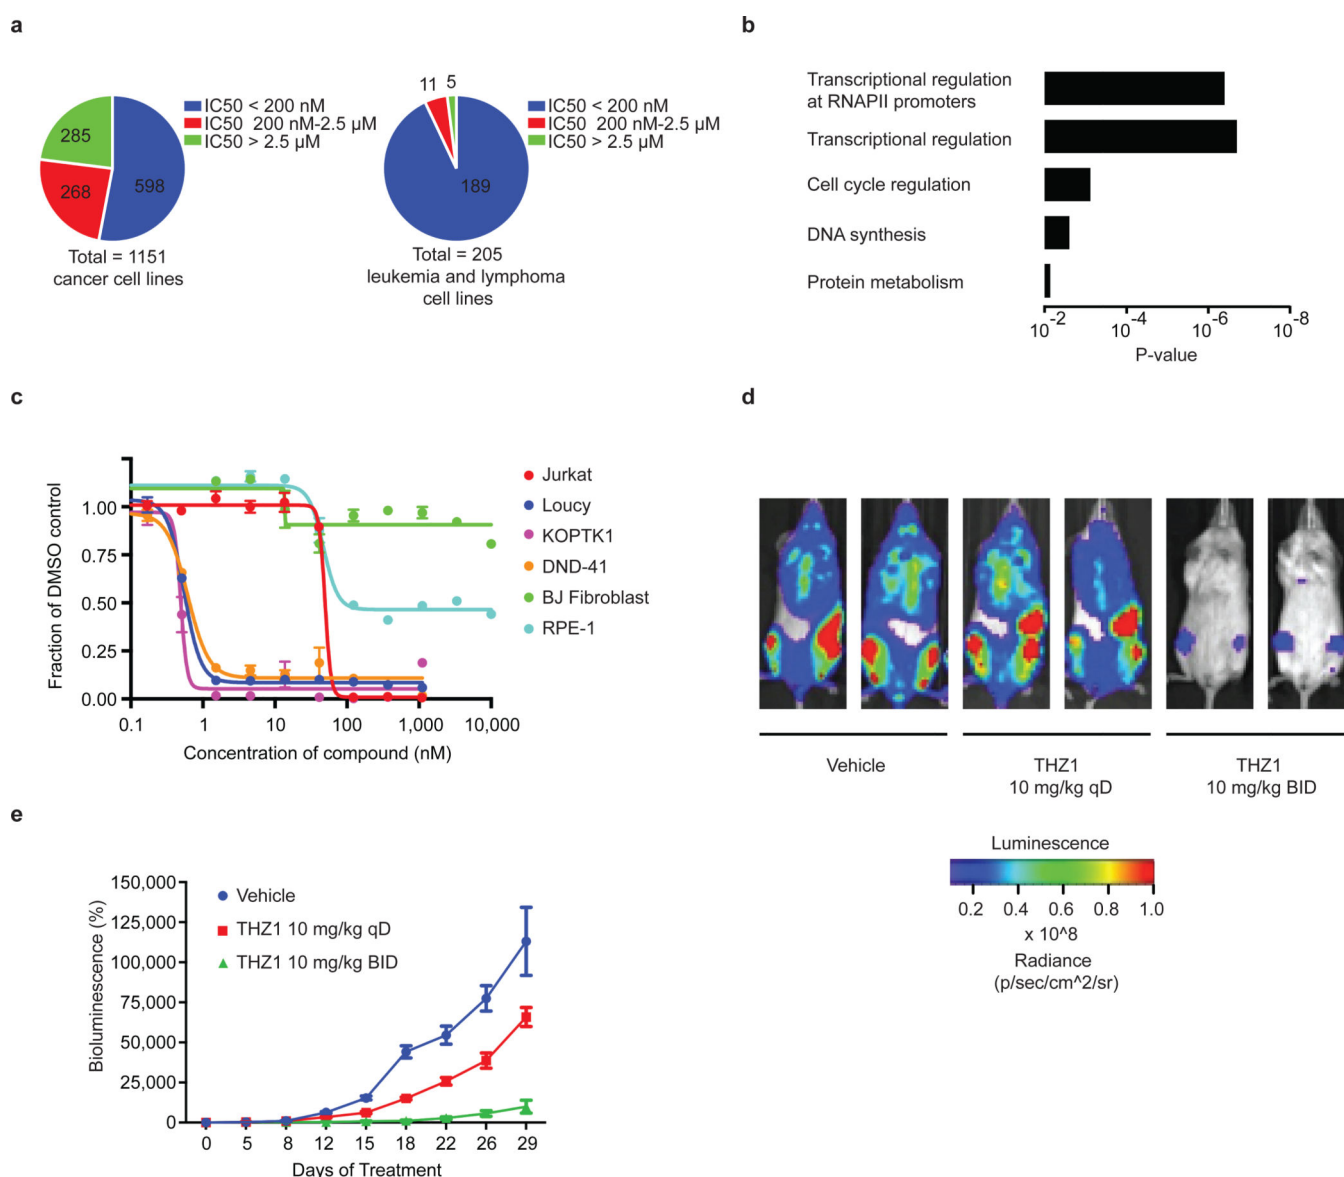 a
285
268
598
IC50 < 200 nM
IC50  200 nM-2.5 µM
IC50 > 2.5 µM
Total = 1151
cancer cell lines
11
5
189
IC50 < 200 nM
IC50  200 nM-2.5 µM
IC50 > 2.5 µM
Total = 205
leukemia and lymphoma
cell lines
b
Transcriptional regulation
at RNAPII promoters
Transcriptional regulation
Cell cycle regulation
DNA synthesis
Protein metabolism
10^-2 10^-4 10^-6 10^-8
P-value
c
Fraction of DMSO control
1.00
0.75
0.50
0.25
0.00
0.1 1 10 100 1,000 10,000
Concentration of compound (nM)
Jurkat
Loucy
KOPTK1
DND-41
BJ Fibroblast
RPE-1
d
Vehicle
THZ1
10 mg/kg qD
THZ1
10 mg/kg BID
Luminescence
0.2 0.4 0.6 0.8 1.0
x 10^8
Radiance
(p/sec/cm^2/sr)
e
Bioluminescence (%)
150,000
125,000
100,000
75,000
50,000
25,000
0
Vehicle
THZ1 10 mg/kg qD
THZ1 10 mg/kg BID
0 5 8 12 15 18 22 26 29
Days of Treatment